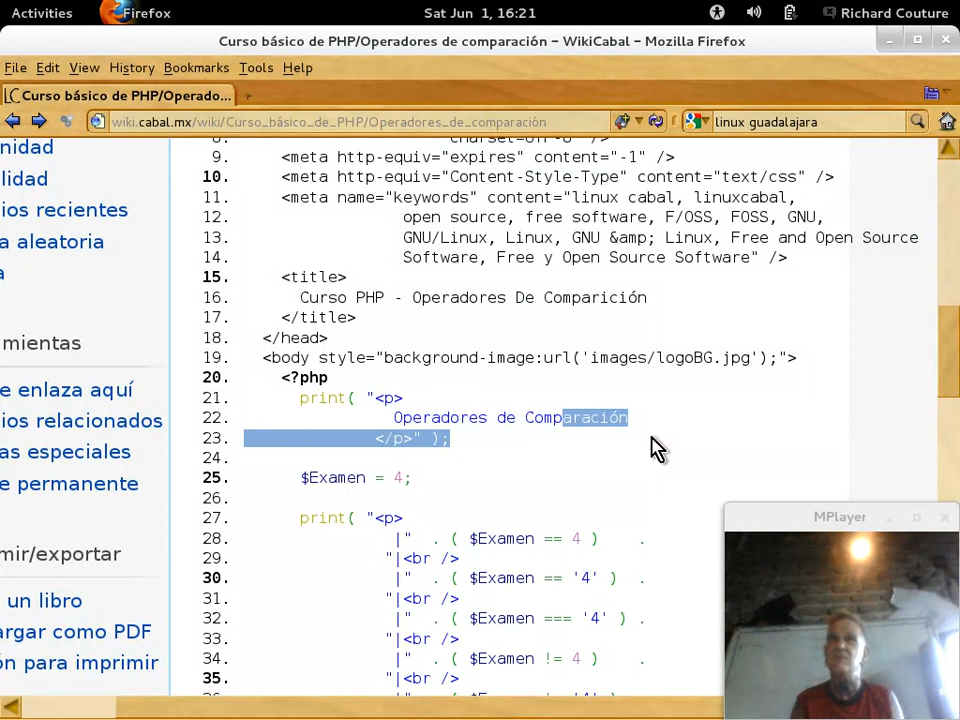 Activities Firefox Sat Jun 1, 16:21 Richard Couture
Curso básico de PHP/Operadores de comparación – WikiCabal – Mozilla Firefox
File Edit View History Bookmarks Tools Help
Curso básico de PHP/Operado...
wiki.cabal.mx/wiki/Curso_básico_de_PHP/Operadores_de_comparación linux guadalajara
nidad
lidad
ios recientes
a aleatoria
a
mientas
e enlaza aquí
ios relacionados
as especiales
e permanente
mir/exportar
un libro
argar como PDF
ón para imprimir
9. <meta http-equiv="expires" content="-1" />
10. <meta http-equiv="Content-Style-Type" content="text/css" />
11. <meta name="keywords" content="linux cabal, linuxcabal,
12. open source, free software, F/OSS, FOSS, GNU,
13. GNU/Linux, Linux, GNU &amp; Linux, Free and Open Source
14. Software, Free y Open Source Software" />
15. <title>
16. Curso PHP - Operadores De Comparición
17. </title>
18. </head>
19. <body style="background-image:url('images/logoBG.jpg');">
20. <?php
21. print( "<p>
22. Operadores de Comparación
23. </p>" );
24.
25. $Examen = 4;
26.
27. print( "<p>
28. |" . ( $Examen == 4 ) .
29. "|<br />
30. |" . ( $Examen == '4' ) .
31. "|<br />
32. |" . ( $Examen === '4' ) .
33. "|<br />
34. |" . ( $Examen != 4 ) .
35. "|<br />
MPlayer